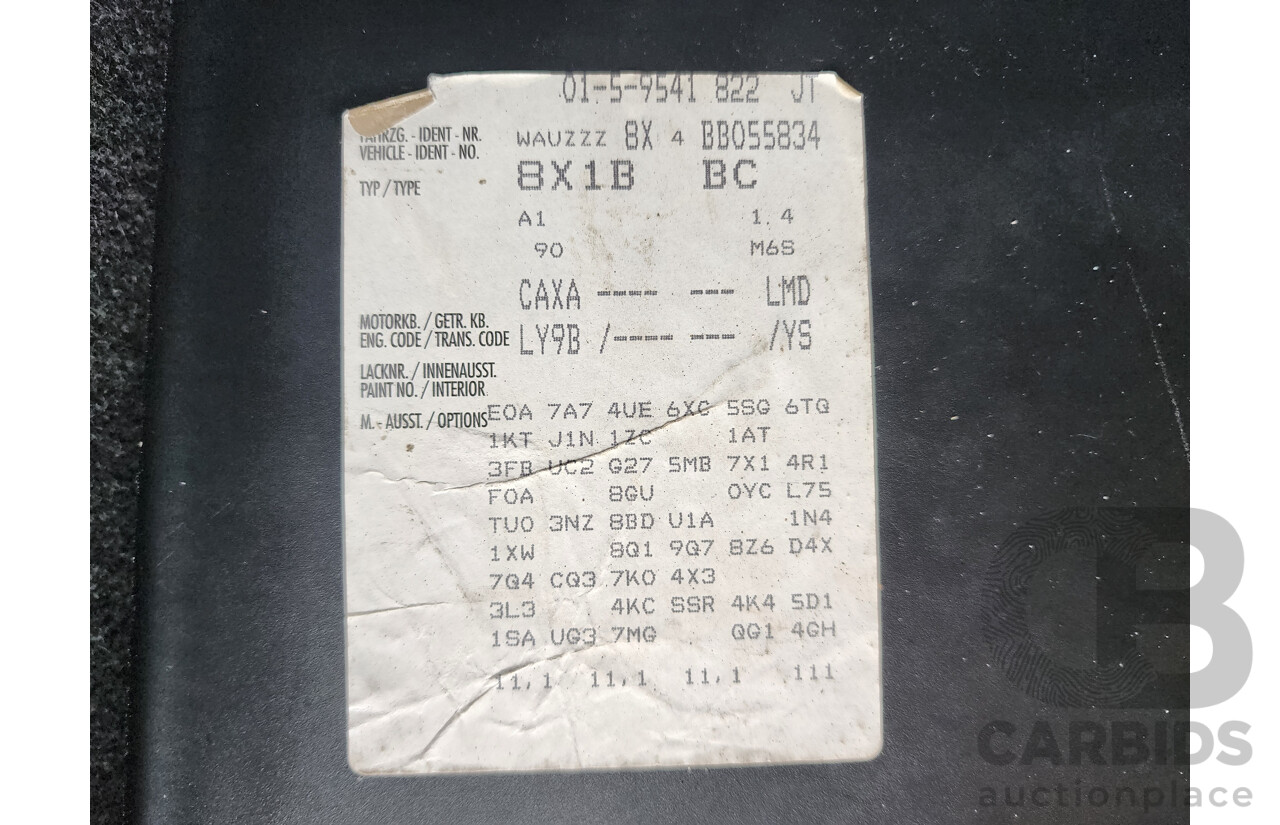 01-5-9541 822 JT
FAHRZG. - IDENT - NR.
VEHICLE - IDENT - NO.
WAUZZZ 8X 4 BB055834
TYP / TYPE
8X1B BC
A1 1.4
90 M6S
CAXA ---- --- LMD
MOTORKB. / GETR. KB.
ENG. CODE / TRANS. CODE
LY9B /---- --- /YS
LACKNR. / INNENAUSST.
PAINT NO. / INTERIOR
M. - AUSST. / OPTIONS
E0A 7A7 4UE 6XC 5SG 6TQ
1KT J1N 1ZC 1AT
3FB UC2 G27 5MB 7X1 4R1
F0A 8GU 0YC L75
TU0 3NZ 8BD U1A 1N4
1XW 8Q1 9Q7 8Z6 D4X
7Q4 CQ3 7K0 4X3
3L3 4KC SSR 4K4 5D1
1SA UG3 7MG QG1 4GH
11,1 11,1 11,1 111
CB
CARBIDS
auctionplace